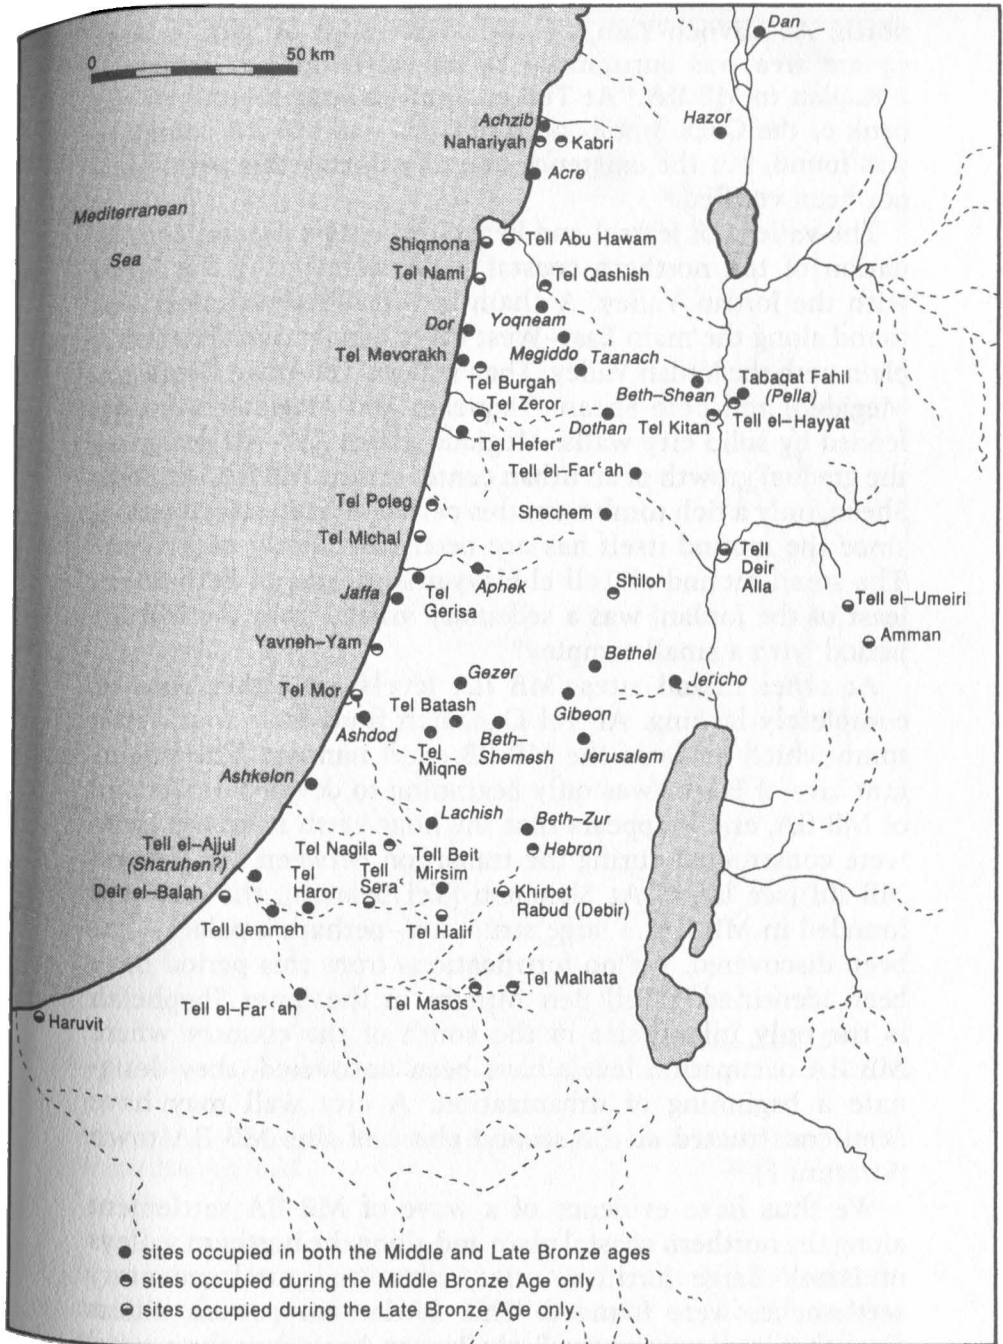 0
50 km
Dan
Achzib
Hazor
Nahariyah
Kabri
Acre
Mediterranean
Sea
Shiqmona
Tell Abu Hawam
Tel Nami
Tel Qashish
Dor
Yoqneam
Tel Mevorakh
Megiddo
Taanach
Tel Burgah
Beth–Shean
Tabaqat Fahil
(Pella)
Tel Zeror
Dothan
Tel Kitan
Tell el–Hayyat
"Tel Hefer"
Tell el–Farʿah
Tel Poleg
Shechem
Tel Michal
Tell
Deir
Alla
Aphek
Shiloh
Jaffa
Tel
Gerisa
Tell el–Umeiri
Yavneh–Yam
Amman
Bethel
Gezer
Jericho
Tel Mor
Tel Batash
Gibeon
Ashdod
Beth–
Shemesh
Tel
Miqne
Jerusalem
Ashkelon
Lachish
Beth–Zur
Tell el–Ajjul
(Sharuhen?)
Tel Nagila
Tell Beit
Mirsim
Hebron
Deir el–Balah
Tel
Haror
Tell
Seraʿ
Khirbet
Rabud (Debir)
Tell Jemmeh
Tel Halif
Tell el–Farʿah
Tel Masos
Tel Malhata
Haruvit
sites occupied in both the Middle and Late Bronze ages
sites occupied during the Middle Bronze Age only
sites occupied during the Late Bronze Age only.